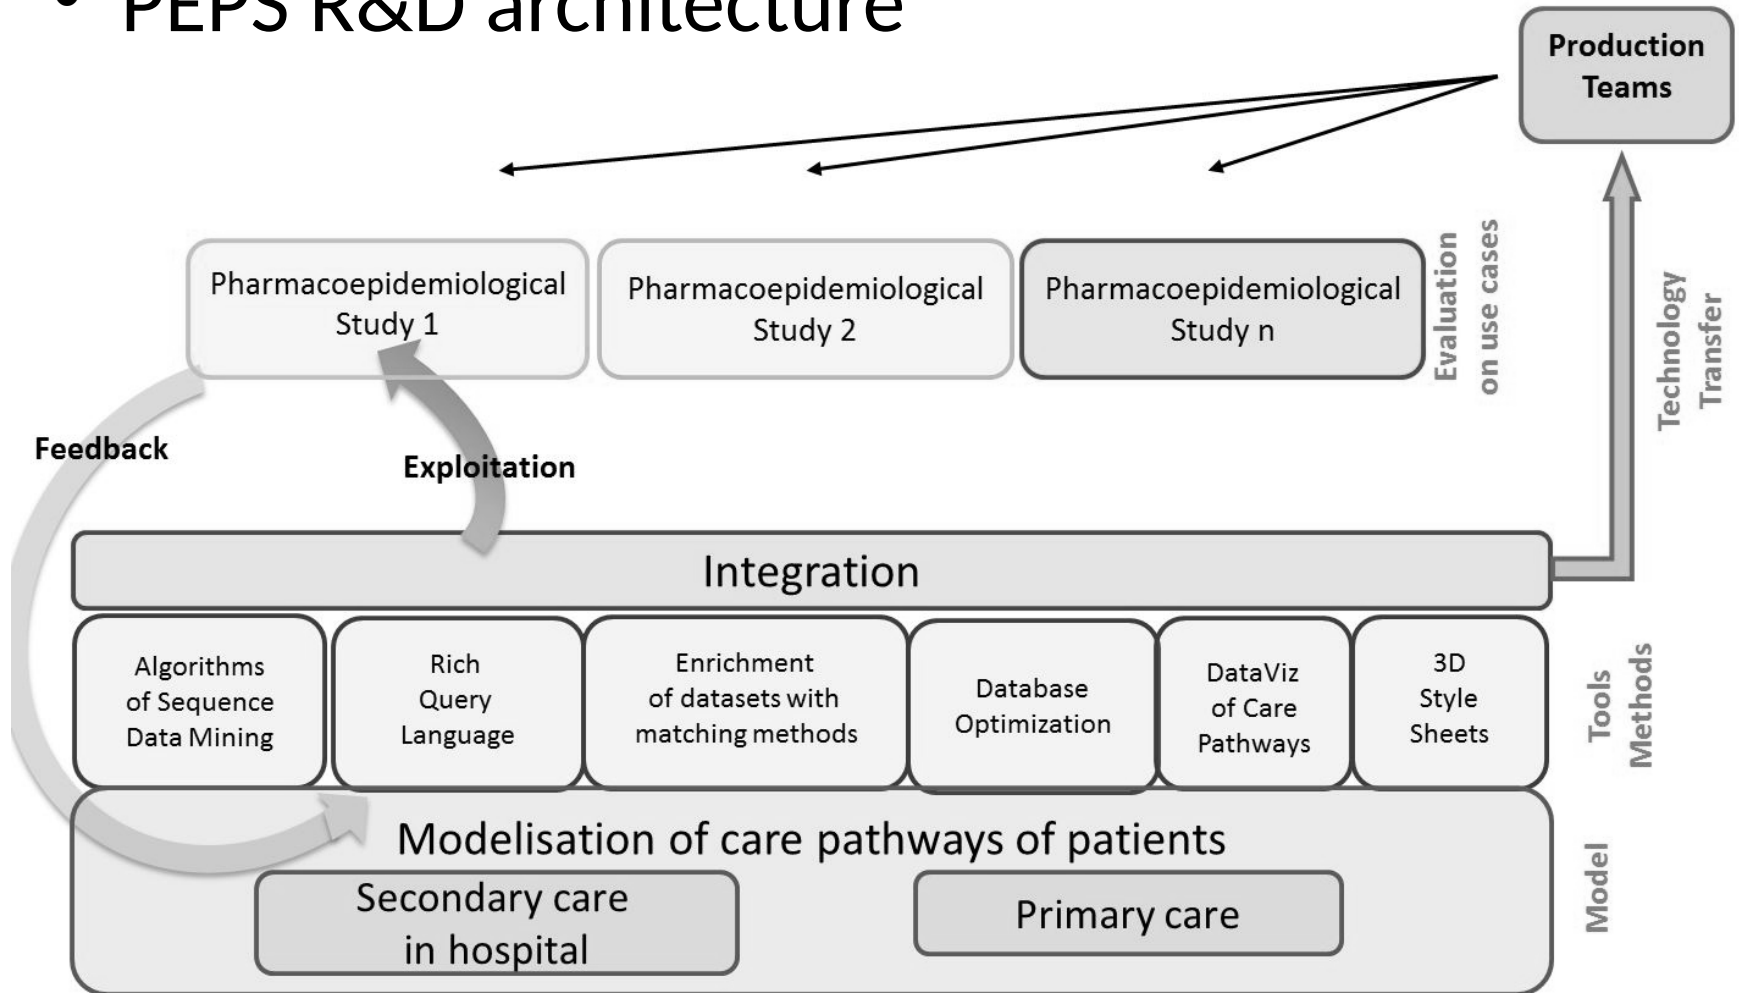 • PEPS R&D architecture
Production
Teams
Pharmacoepidemiological
Study 1
Pharmacoepidemiological
Study 2
Pharmacoepidemiological
Study n
Evaluation
on use cases
Technology
Transfer
Feedback
Exploitation
Integration
Algorithms
of Sequence
Data Mining
Rich
Query
Language
Enrichment
of datasets with
matching methods
Database
Optimization
DataViz
of Care
Pathways
3D
Style
Sheets
Tools
Methods
Modelisation of care pathways of patients
Secondary care
in hospital
Primary care
Model